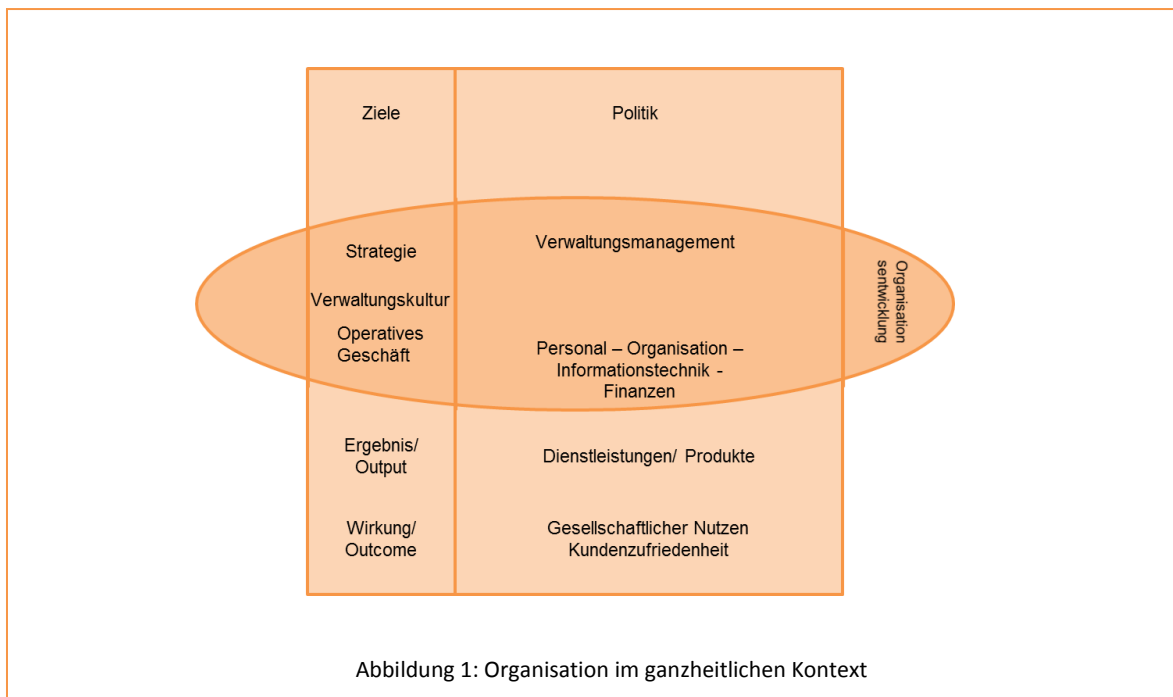 Ziele
Politik
Strategie
Verwaltungsmanagement
Verwaltungskultur
Operatives
Geschäft
Personal – Organisation –
Informationstechnik -
Finanzen
Organisation
sentwicklung
Ergebnis/
Output
Dienstleistungen/ Produkte
Wirkung/
Outcome
Gesellschaftlicher Nutzen
Kundenzufriedenheit
Abbildung 1: Organisation im ganzheitlichen Kontext